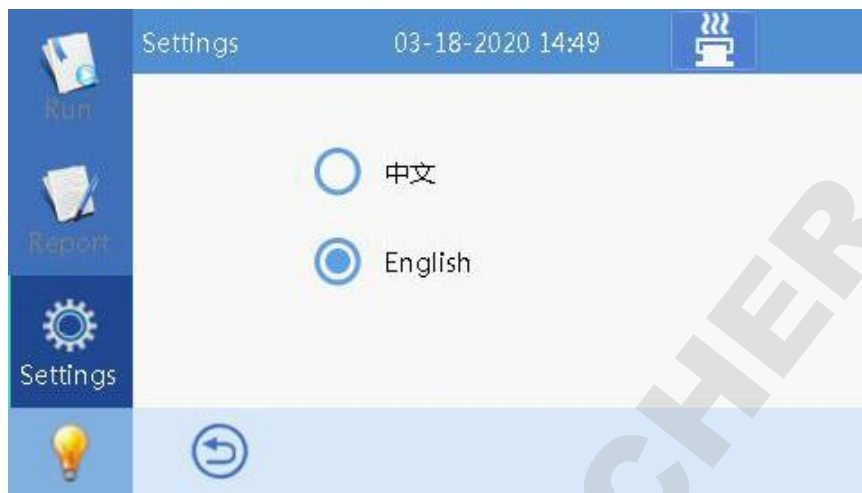 Settings 03-18-2020 14:49
Run
中文
Report
English
Settings
CHER